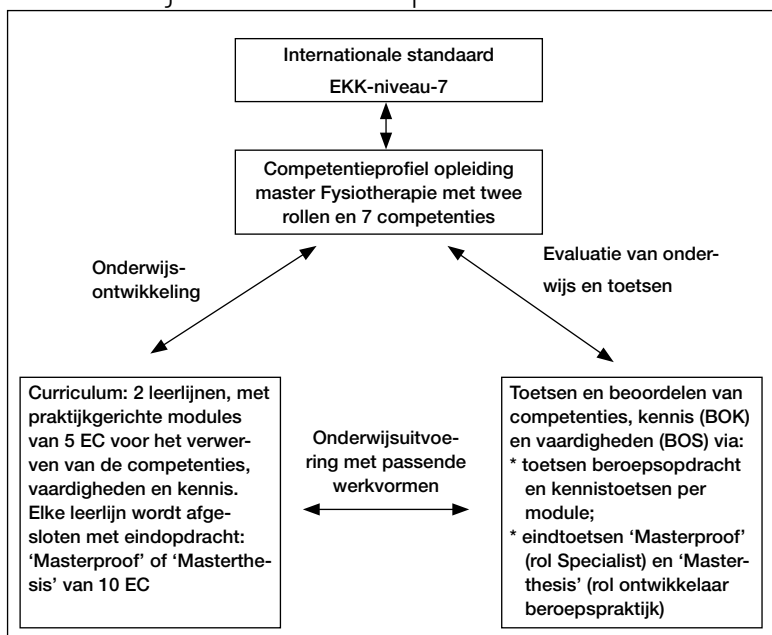 Internationale standaard
EKK-niveau-7
Competentieprofiel opleiding
master Fysiotherapie met twee
rollen en 7 competenties
Onderwijs-
ontwikkeling
Evaluatie van onder-
wijs en toetsen
Curriculum: 2 leerlijnen, met
praktijkgerichte modules
van 5 EC voor het verwer-
ven van de competenties,
vaardigheden en kennis.
Elke leerlijn wordt afge-
sloten met eindopdracht:
‘Masterproof’ of ‘Masterthe-
sis’ van 10 EC
Onderwijsuitvoe-
ring met passende
werkvormen
Toetsen en beoordelen van
competenties, kennis (BOK)
en vaardigheden (BOS) via:
* toetsen beroepsopdracht
en kennistoetsen per
module;
* eindtoetsen ‘Masterproof’
(rol Specialist) en ‘Master-
thesis’ (rol ontwikkelaar
beroepspraktijk)